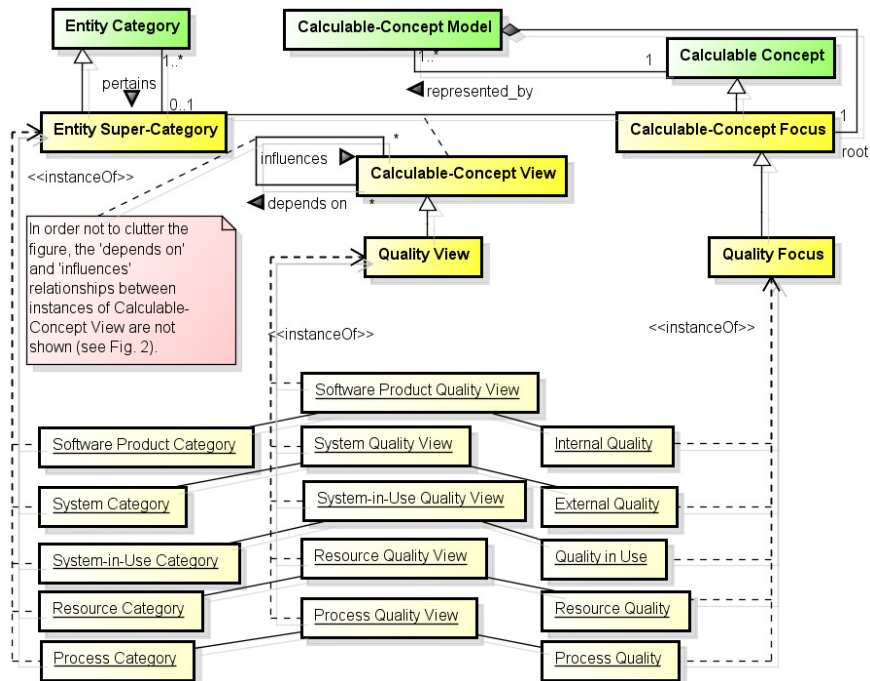 Entity Category
Calculable-Concept Model
1..*
1..*
1
Calculable Concept
pertains
represented_by
0..1
Entity Super-Category
*
Calculable-Concept Focus
1
root
influences
<<instanceOf>>
Calculable-Concept View
depends on
*
In order not to clutter the
figure, the 'depends on'
and 'influences'
relationships between
instances of Calculable-
Concept View are not
shown (see Fig. 2).
Quality View
Quality Focus
<<instanceOf>>
<<instanceOf>>
Software Product Quality View
Software Product Category
System Quality View
Internal Quality
System Category
System-in-Use Quality View
External Quality
System-in-Use Category
Resource Quality View
Quality in Use
Resource Category
Process Quality View
Resource Quality
Process Category
Process Quality